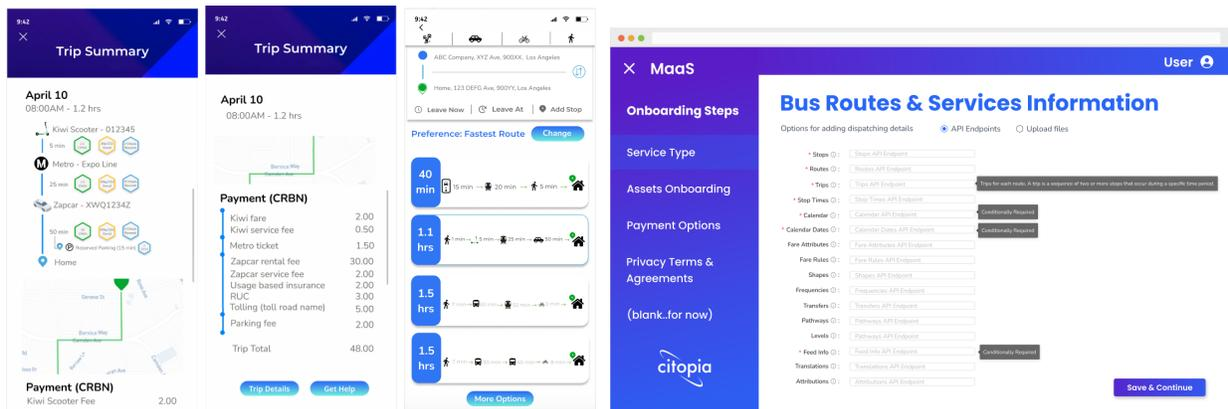 9:42
Trip Summary
April 10
08:00AM - 1.2 hrs
Kiwi Scooter - 012345
5 min
Metro - Expo Line
25 min
Zapcar - XWQ1234Z
50 min
Reserved Parking (15 min)
Home
Payment (CRBN)
Kiwi Scooter Fee 2.00
9:42
Trip Summary
April 10
08:00AM - 1.2 hrs
Payment (CRBN)
Kiwi fare 2.00
Kiwi service fee 0.50
Metro ticket 1.50
Zapcar rental fee 30.00
Zapcar service fee 2.00
Usage based insurance 2.00
RUC 3.00
Tolling (toll road name) 5.00
Parking fee 2.00
Trip Total 48.00
Trip Details Get Help
9:42
ABC Company, XYZ Ave, 900XX, Los Angeles
Home, 123 DEFG Ave, 900YY, Los Angeles
Leave Now Leave At Add Stop
Preference: Fastest Route Change
40 min 15 min 20 min 5 min
1.1 hrs 5 min 25 min 50 min
1.5 hrs
1.5 hrs
More Options
MaaS
User
Onboarding Steps
Service Type
Assets Onboarding
Payment Options
Privacy Terms &
Agreements
(blank..for now)
citopia
Bus Routes & Services Information
Options for adding dispatching details API Endpoints Upload files
* Stops : Stops API Endpoint
* Routes : Routes API Endpoint
* Trips : Trips API Endpoint Trips for each route. A trip is a sequence of two or more stops that occur during a specific time period.
* Stop Times : Stop Times API Endpoint
* Calendar : Calendar API Endpoint Conditionally Required
* Calendar Dates : Calendar Dates API Endpoint Conditionally Required
Fare Attributes : Fare Attributes API Endpoint
Fare Rules : Fare Rules API Endpoint
Shapes : Shapes API Endpoint
Frequencies : Frequencies API Endpoint
Transfers : Transfers API Endpoint
Pathways : Pathways API Endpoint
Levels : Pathways API Endpoint
* Feed Info : Feed Info API Endpoint Conditionally Required
Translations : Translations API Endpoint
Attributions : Attributions API Endpoint
Save & Continue